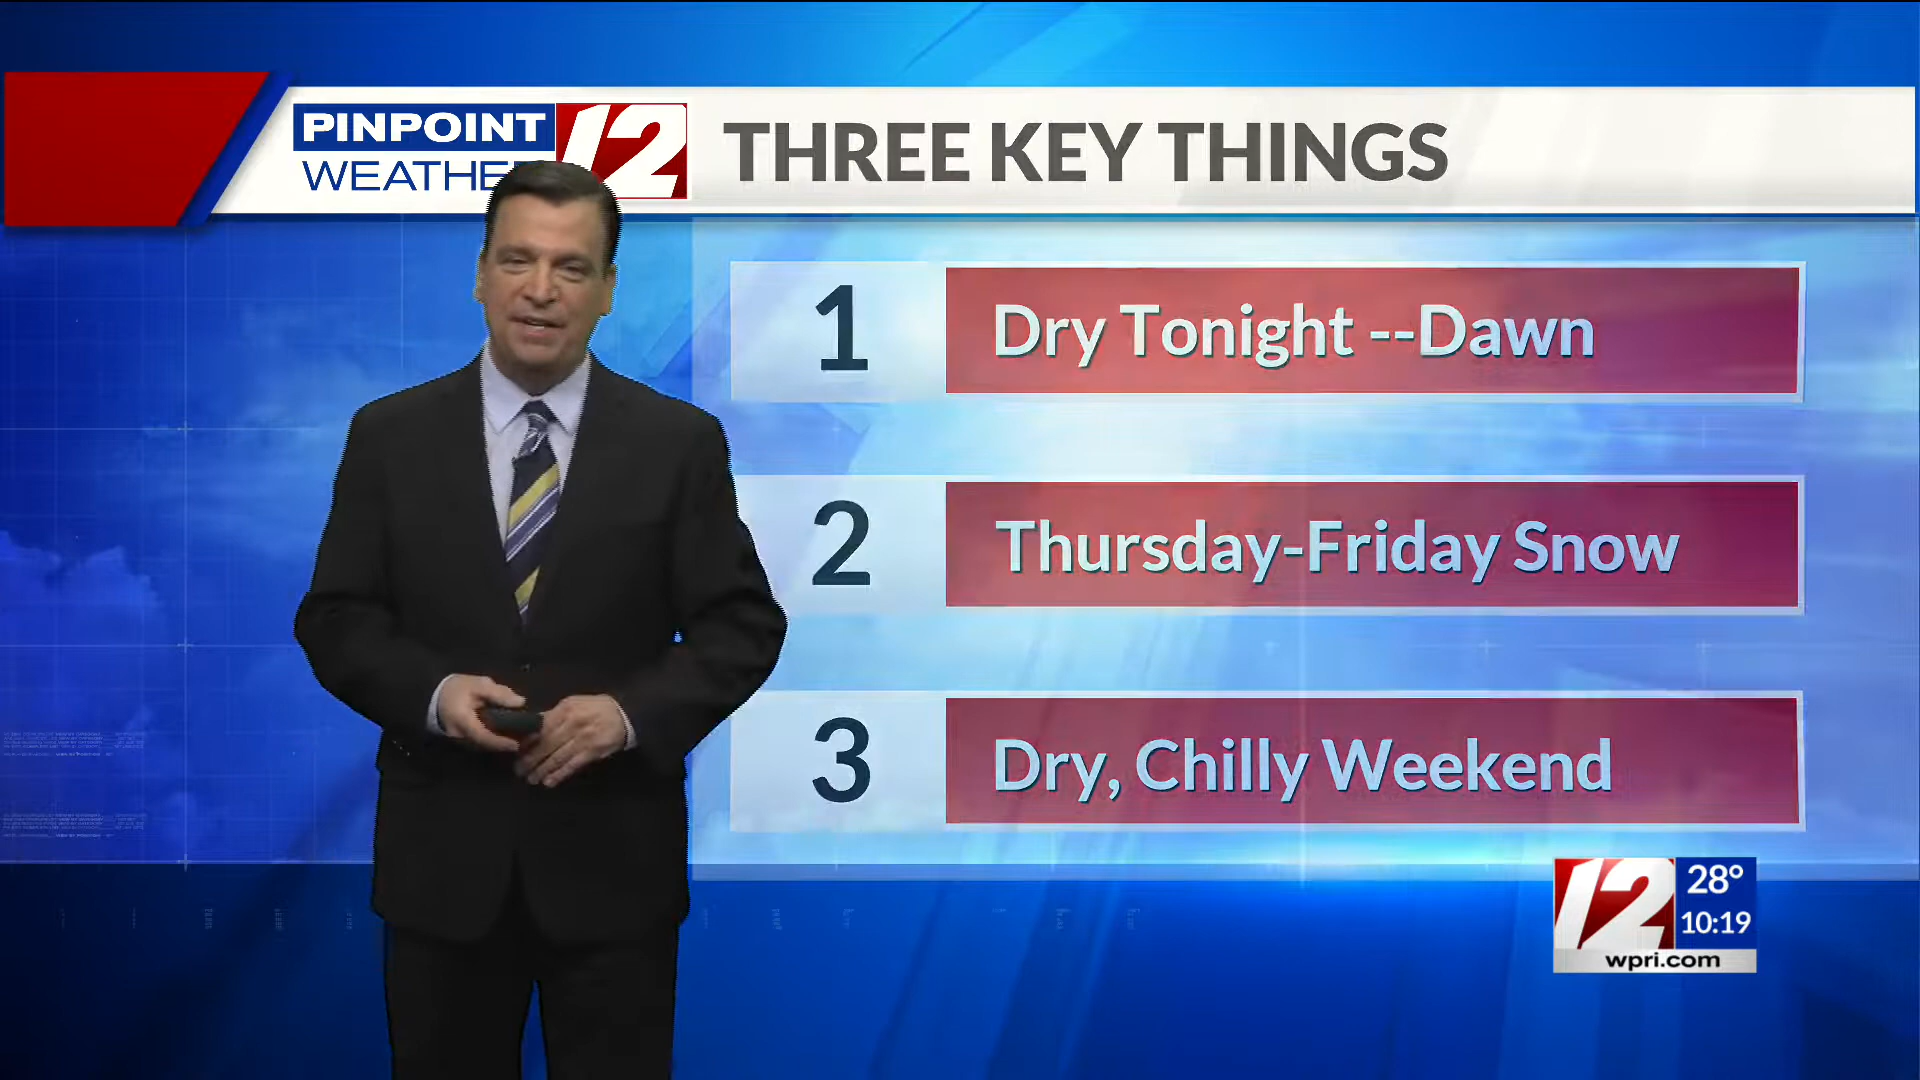 PINPOINT
WEATHE
12
THREE KEY THINGS
1
Dry Tonight --Dawn
2
Thursday-Friday Snow
3
Dry, Chilly Weekend
12
28°
10:19
wpri.com